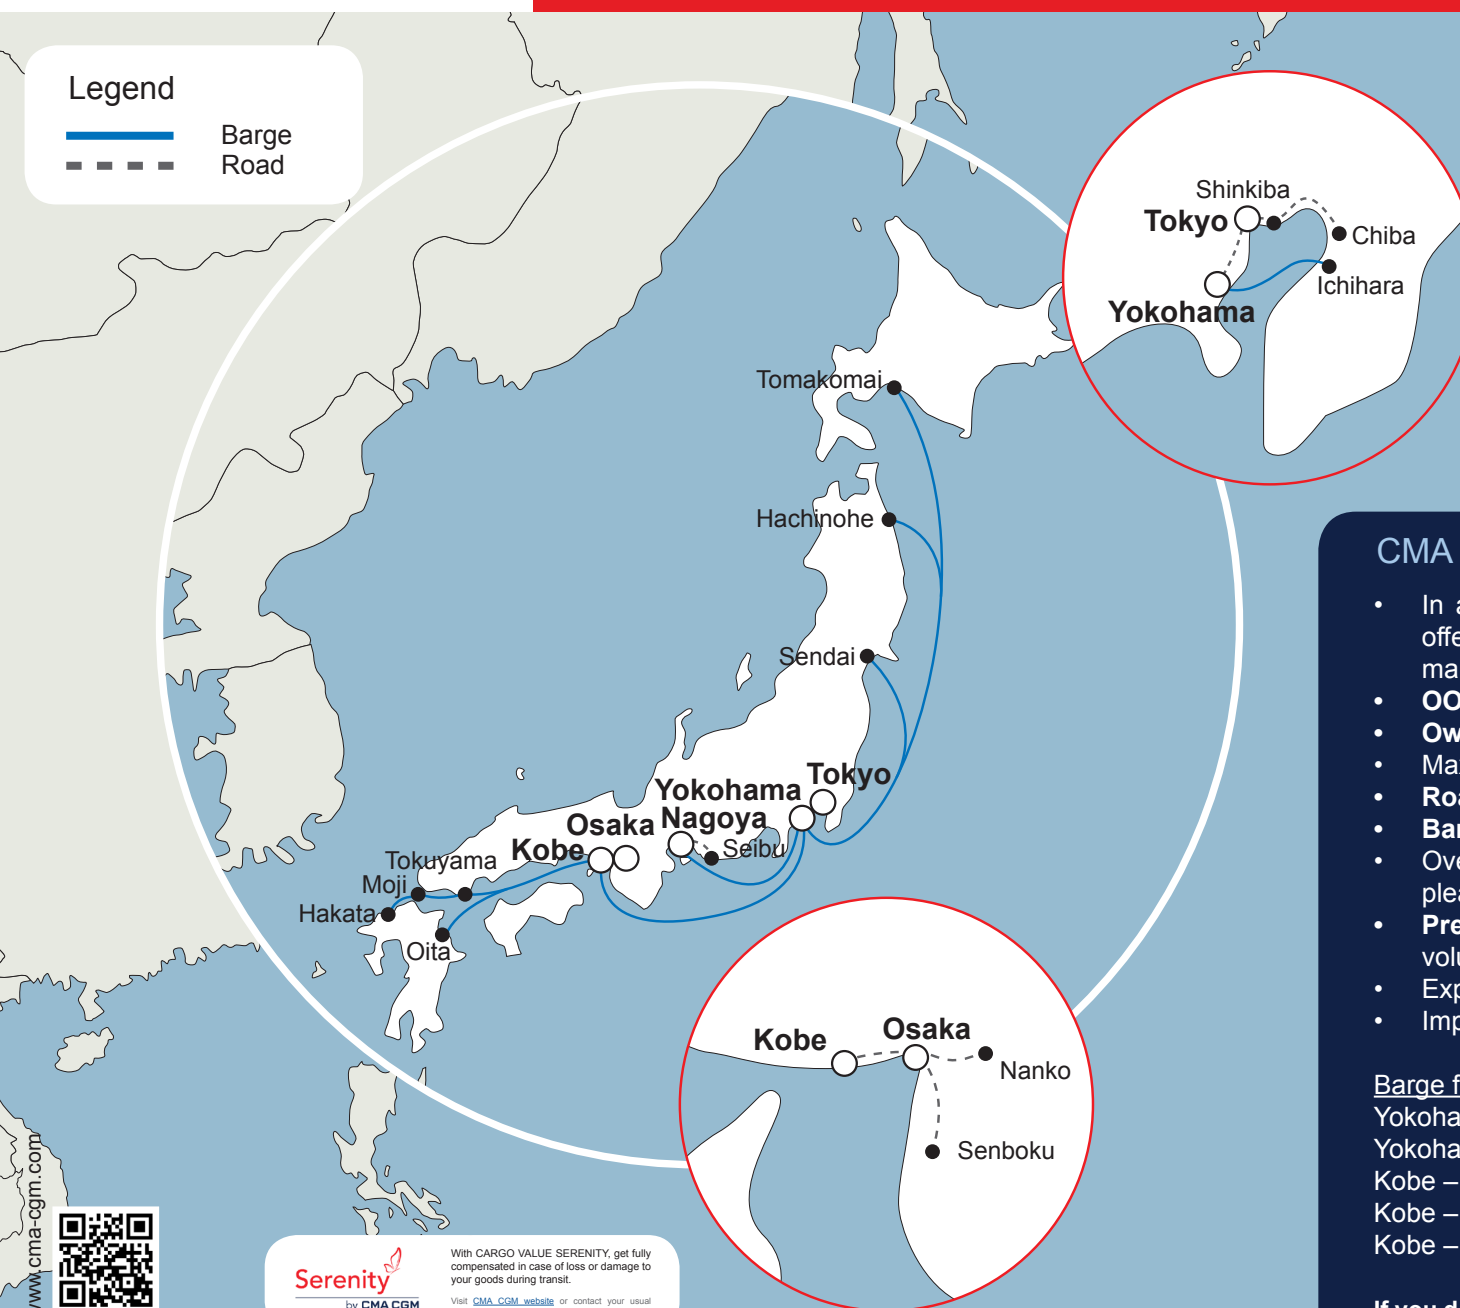 Legend
Barge
Road
Shinkiba
Tokyo
Chiba
Ichihara
Yokohama
Tomakomai
Hachinohe
Sendai
Tokyo
Yokohama
Nagoya
Osaka
Seibu
Kobe
Tokuyama
Moji
Hakata
Oita
Kobe
Osaka
Nanko
Senboku
CMA
In
offe
• OO
• Ow
•
• Roa
• Bar
• Ove
plea
• Pre
volu
• Exp
• Imp
Barge f
Yokoha
Yokoha
Kobe –
Kobe –
Kobe –
If you d
www.cma-cgm.com
Serenity
by CMA CGM
With CARGO VALUE SERENITY, get fully
compensated in case of loss or damage to
your goods during transit.
Visit CMA CGM website or contact your usual